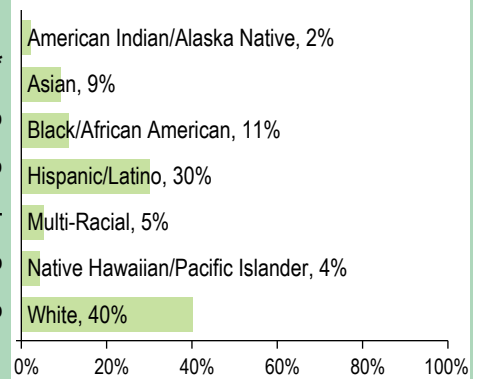 American Indian/Alaska Native, 2%
Asian, 9%
Black/African American, 11%
Hispanic/Latino, 30%
Multi-Racial, 5%
Native Hawaiian/Pacific Islander, 4%
White, 40%
0% 20% 40% 60% 80% 100%